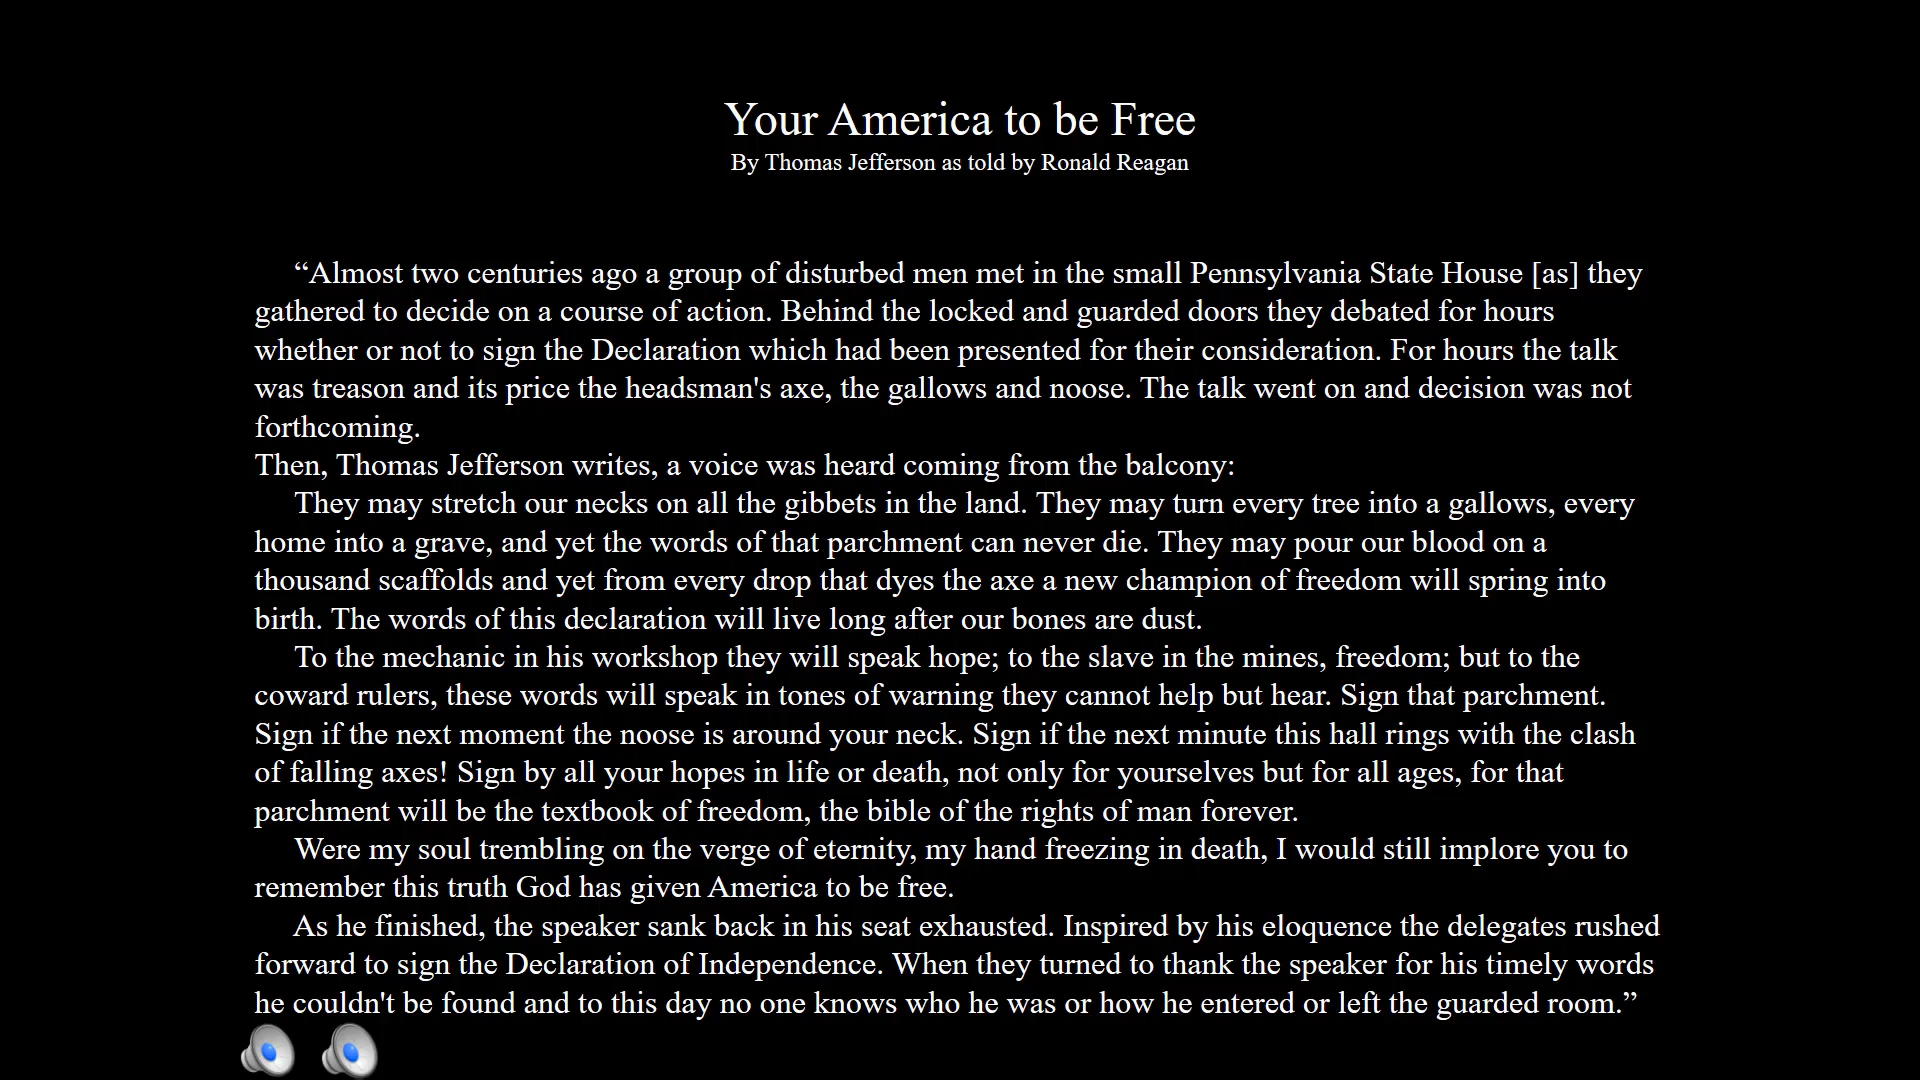 Your America to be Free
By Thomas Jefferson as told by Ronald Reagan
“Almost two centuries ago a group of disturbed men met in the small Pennsylvania State House [as] they
gathered to decide on a course of action. Behind the locked and guarded doors they debated for hours
whether or not to sign the Declaration which had been presented for their consideration. For hours the talk
was treason and its price the headsman's axe, the gallows and noose. The talk went on and decision was not
forthcoming.
Then, Thomas Jefferson writes, a voice was heard coming from the balcony:
They may stretch our necks on all the gibbets in the land. They may turn every tree into a gallows, every
home into a grave, and yet the words of that parchment can never die. They may pour our blood on a
thousand scaffolds and yet from every drop that dyes the axe a new champion of freedom will spring into
birth. The words of this declaration will live long after our bones are dust.
To the mechanic in his workshop they will speak hope; to the slave in the mines, freedom; but to the
coward rulers, these words will speak in tones of warning they cannot help but hear. Sign that parchment.
Sign if the next moment the noose is around your neck. Sign if the next minute this hall rings with the clash
of falling axes! Sign by all your hopes in life or death, not only for yourselves but for all ages, for that
parchment will be the textbook of freedom, the bible of the rights of man forever.
Were my soul trembling on the verge of eternity, my hand freezing in death, I would still implore you to
remember this truth God has given America to be free.
As he finished, the speaker sank back in his seat exhausted. Inspired by his eloquence the delegates rushed
forward to sign the Declaration of Independence. When they turned to thank the speaker for his timely words
he couldn't be found and to this day no one knows who he was or how he entered or left the guarded room.”